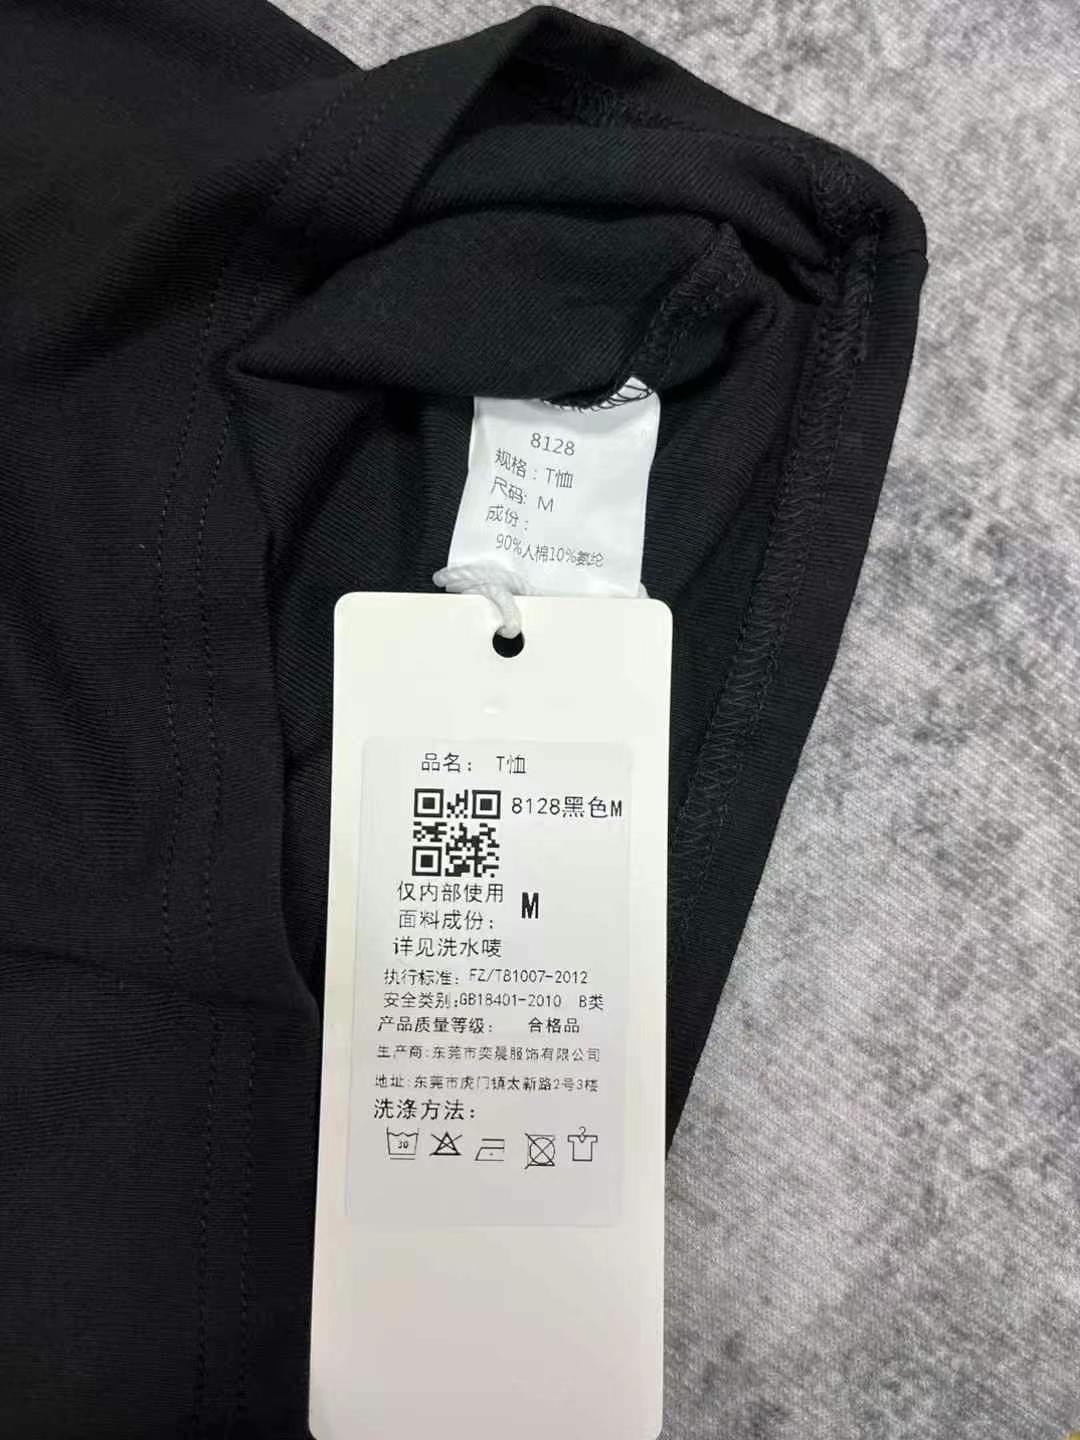 8128
规格：T恤
尺码: M
成份：
90%人棉10%氨纶
品名： T恤
8128黑色M
仅内部使用
M
面料成份：
详见洗水唛
执行标准：FZ/T81007-2012
安全类别:GB18401-2010 B类
产品质量等级： 合格品
生产商:东莞市奕晨服饰有限公司
地址:东莞市虎门镇太新路2号3楼
洗涤方法：
30